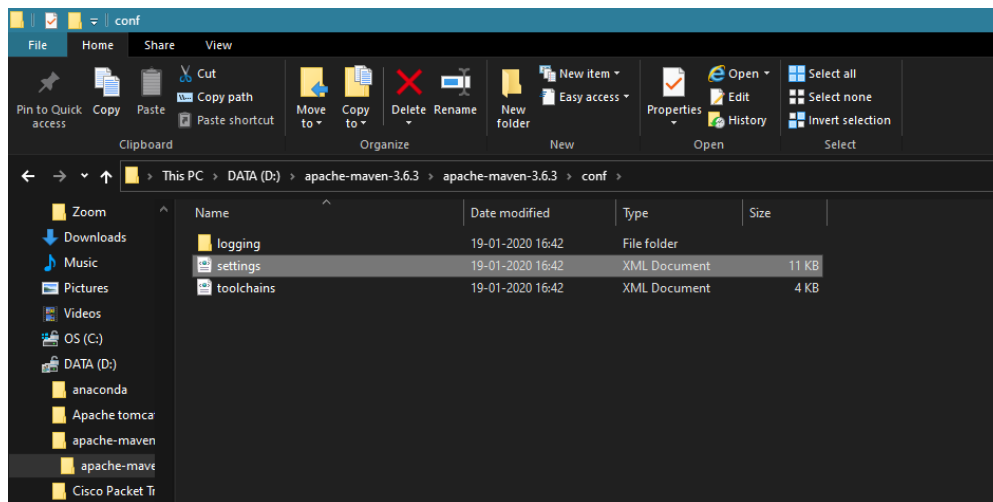 conf
File Home Share View
Pin to Quick access
Copy
Paste
Cut
Copy path
Paste shortcut
Clipboard
Move to
Copy to
Delete
Rename
Organize
New folder
New item
Easy access
New
Properties
Open
Edit
History
Open
Select all
Select none
Invert selection
Select
This PC > DATA (D:) > apache-maven-3.6.3 > apache-maven-3.6.3 > conf >
Zoom
Downloads
Music
Pictures
Videos
OS (C:)
DATA (D:)
anaconda
Apache tomca
apache-maven
apache-mave
Cisco Packet Tr
Name Date modified Type Size
logging 19-01-2020 16:42 File folder
settings 19-01-2020 16:42 XML Document 11 KB
toolchains 19-01-2020 16:42 XML Document 4 KB